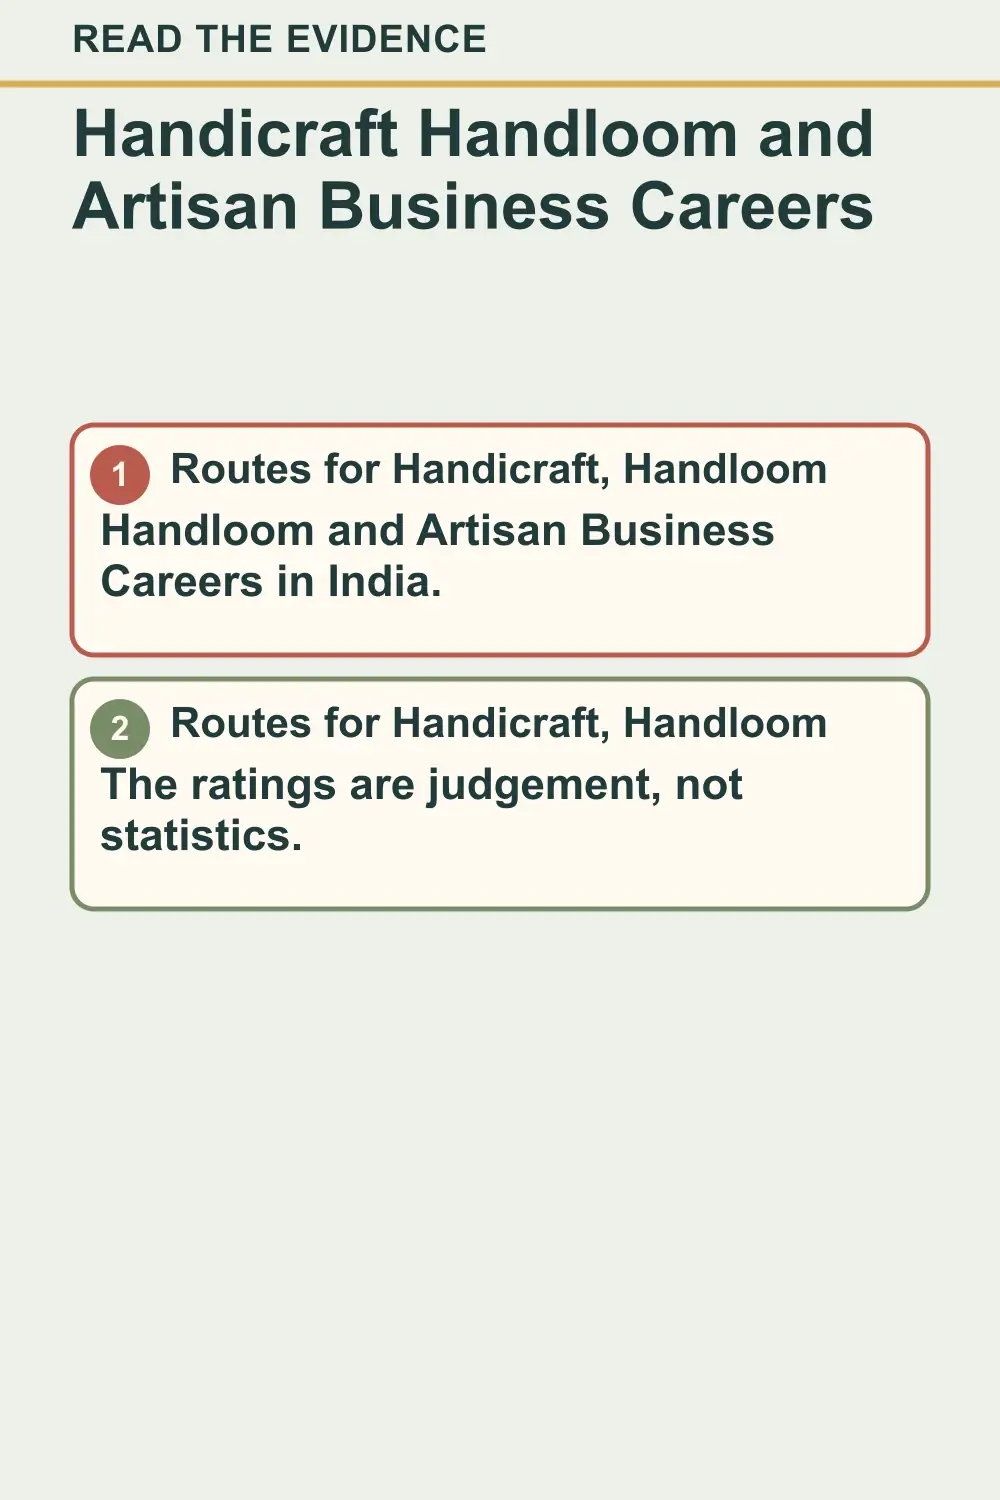 READ THE EVIDENCE
Handicraft Handloom and
Artisan Business Careers
1 Routes for Handicraft, Handloom
Handloom and Artisan Business
Careers in India.
2 Routes for Handicraft, Handloom
The ratings are judgement, not
statistics.